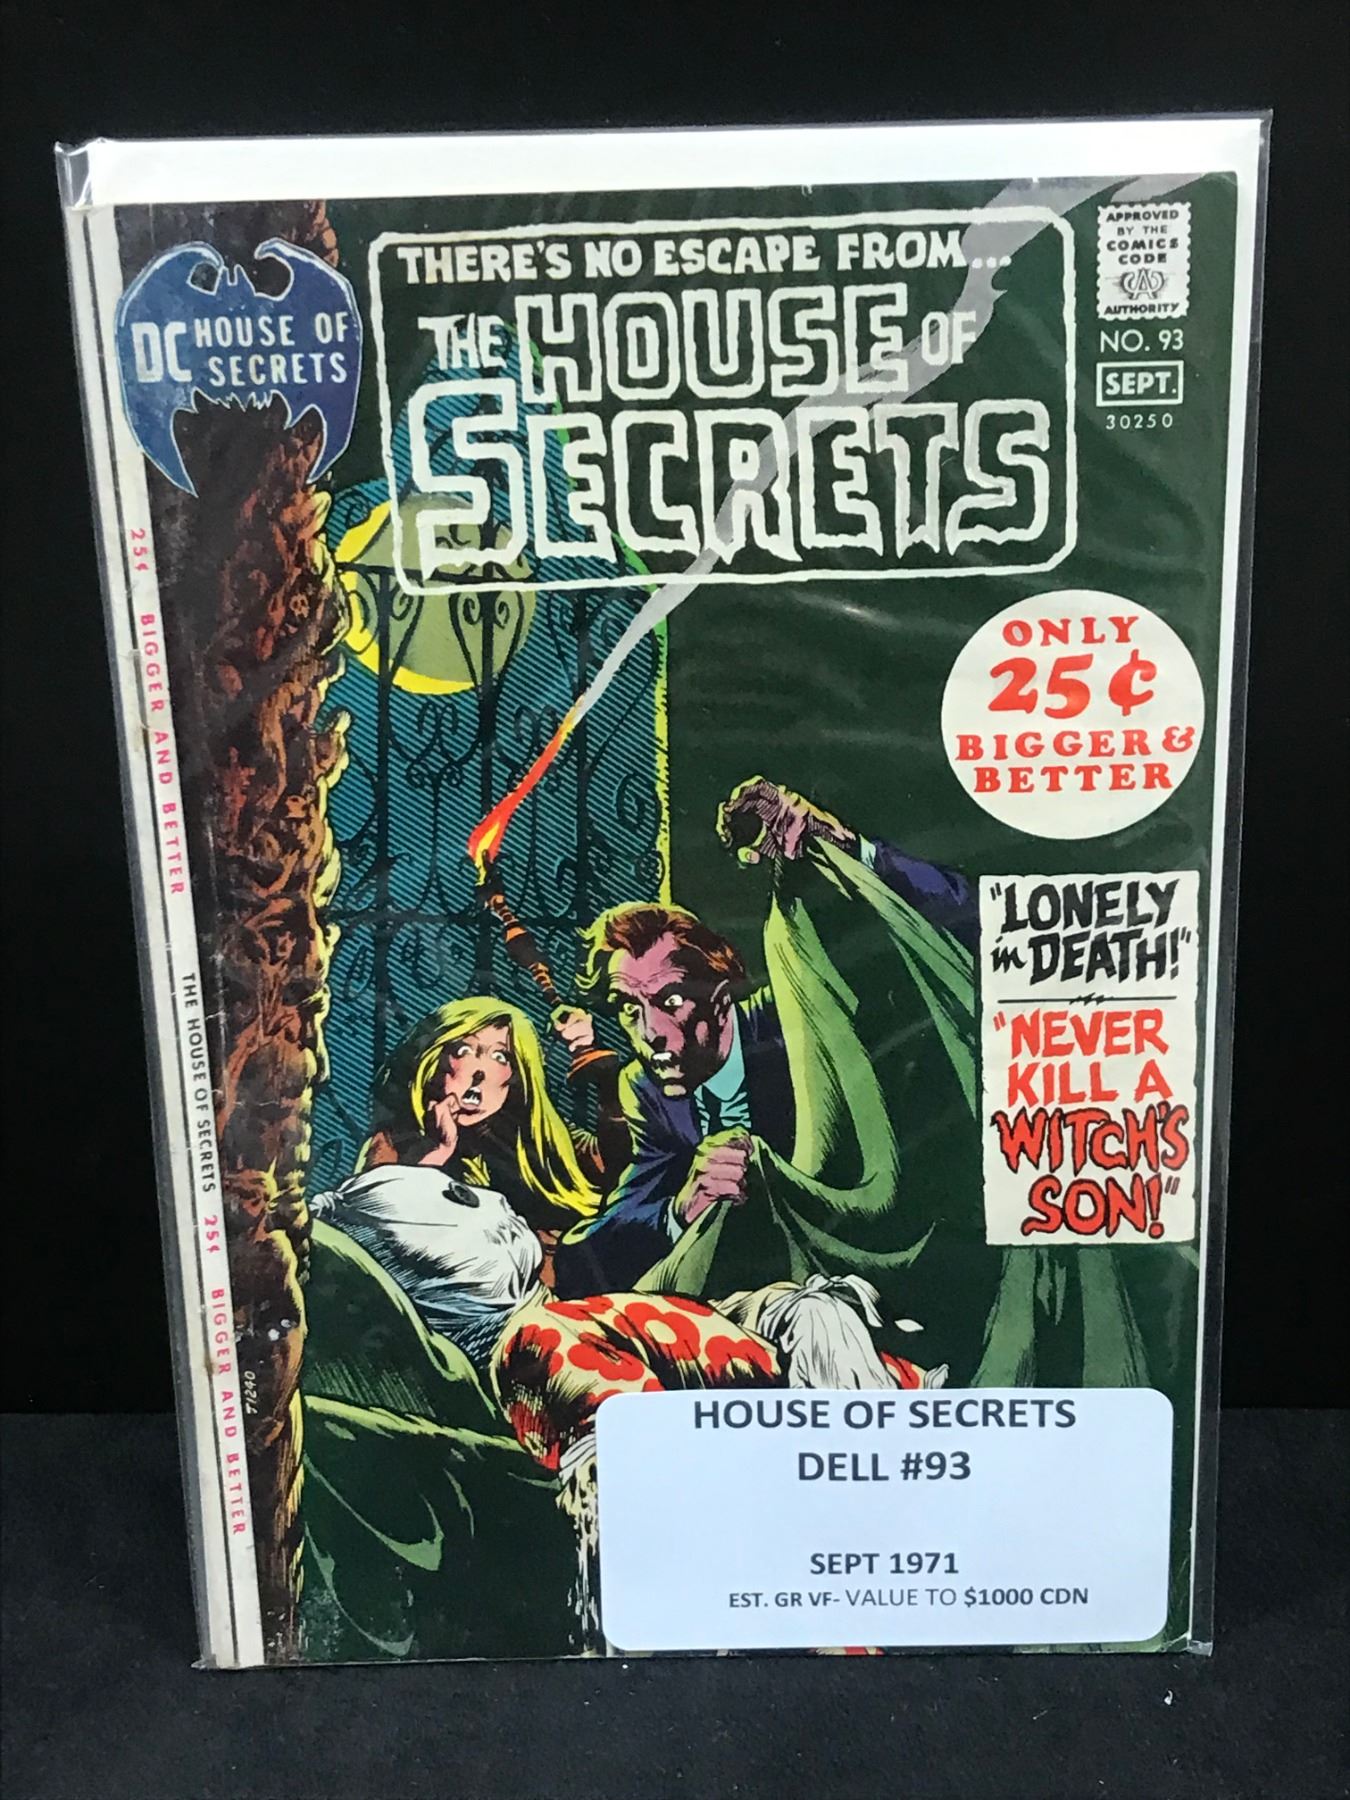 THERE'S NO ESCAPE FROM...
THE HOUSE OF
SECRETS
DC HOUSE OF
SECRETS
APPROVED
BY THE
COMICS
CODE
CA
AUTHORITY
NO. 93
SEPT.
30250
ONLY
25¢
BIGGER &
BETTER
"LONELY
in DEATH!"
"NEVER
KILL A
WITCH'S
SON!"
25¢ BIGGER AND BETTER THE HOUSE OF SECRETS 25¢ BIGGER AND BETTER
71240
HOUSE OF SECRETS
DELL #93
SEPT 1971
EST. GR VF- VALUE TO $1000 CDN